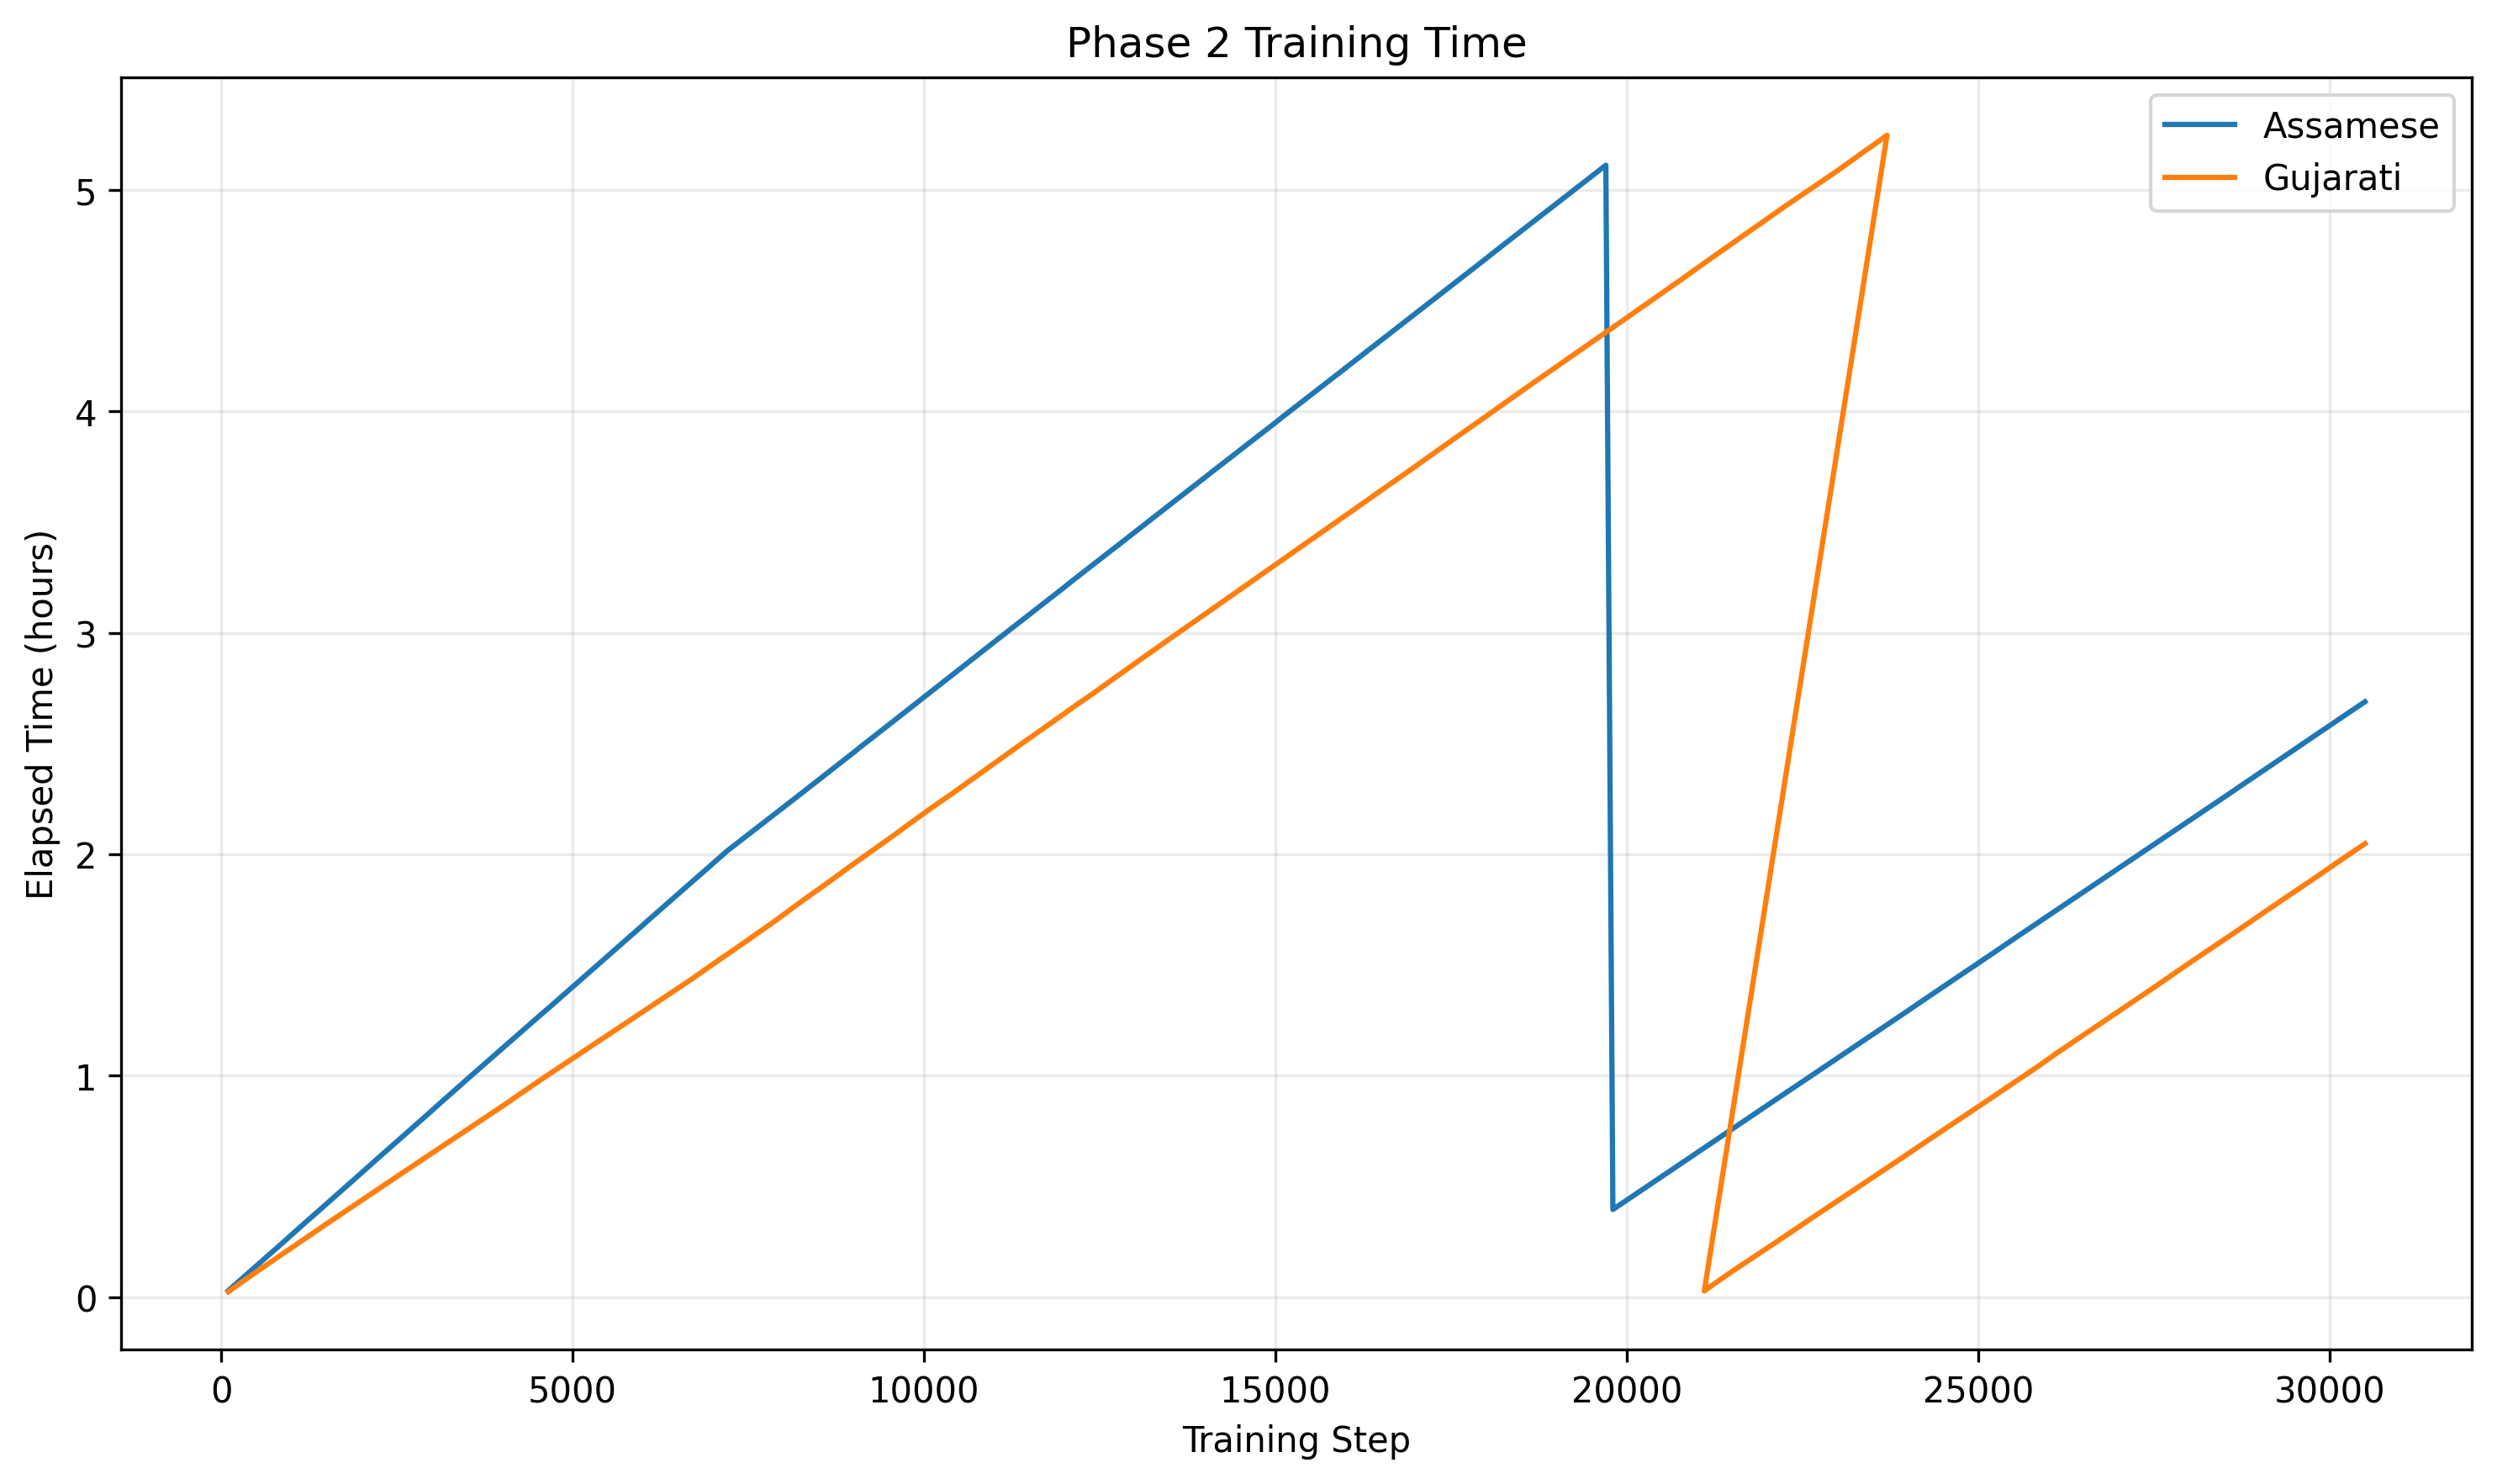 Phase 2 Training Time
Assamese
Gujarati
Elapsed Time (hours)
5
4
3
2
1
0
0 5000 10000 15000 20000 25000 30000
Training Step